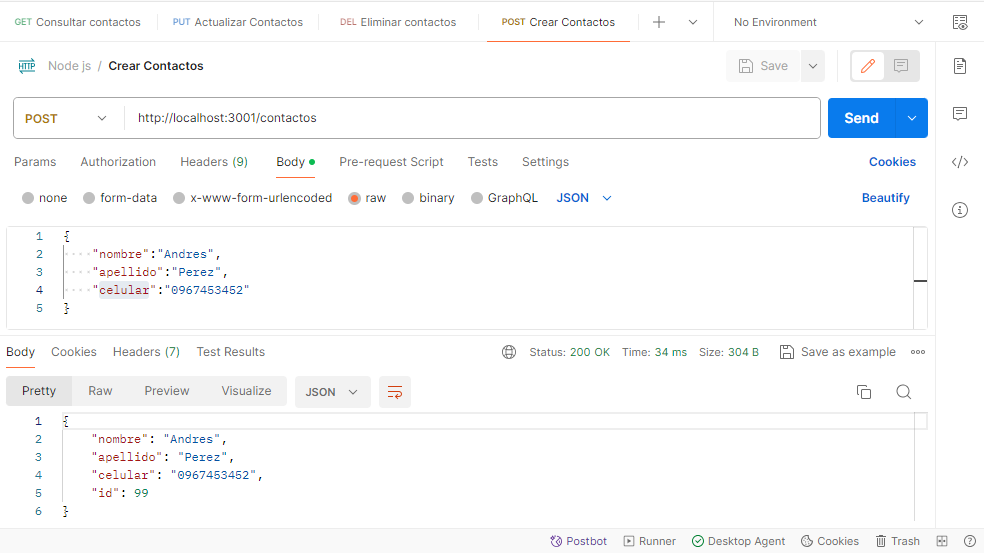 GET Consultar contactos PUT Actualizar Contactos DEL Eliminar contactos POST Crear Contactos No Environment
HTTP Node js / Crear Contactos Save
POST http://localhost:3001/contactos Send
Params Authorization Headers (9) Body Pre-request Script Tests Settings Cookies
none form-data x-www-form-urlencoded raw binary GraphQL JSON Beautify
1 {
2 "nombre":"Andres",
3 "apellido":"Perez",
4 "celular":"0967453452"
5 }
Body Cookies Headers (7) Test Results Status: 200 OK Time: 34 ms Size: 304 B Save as example
Pretty Raw Preview Visualize JSON
1 {
2 "nombre": "Andres",
3 "apellido": "Perez",
4 "celular": "0967453452",
5 "id": 99
6 }
Postbot Runner Desktop Agent Cookies Trash